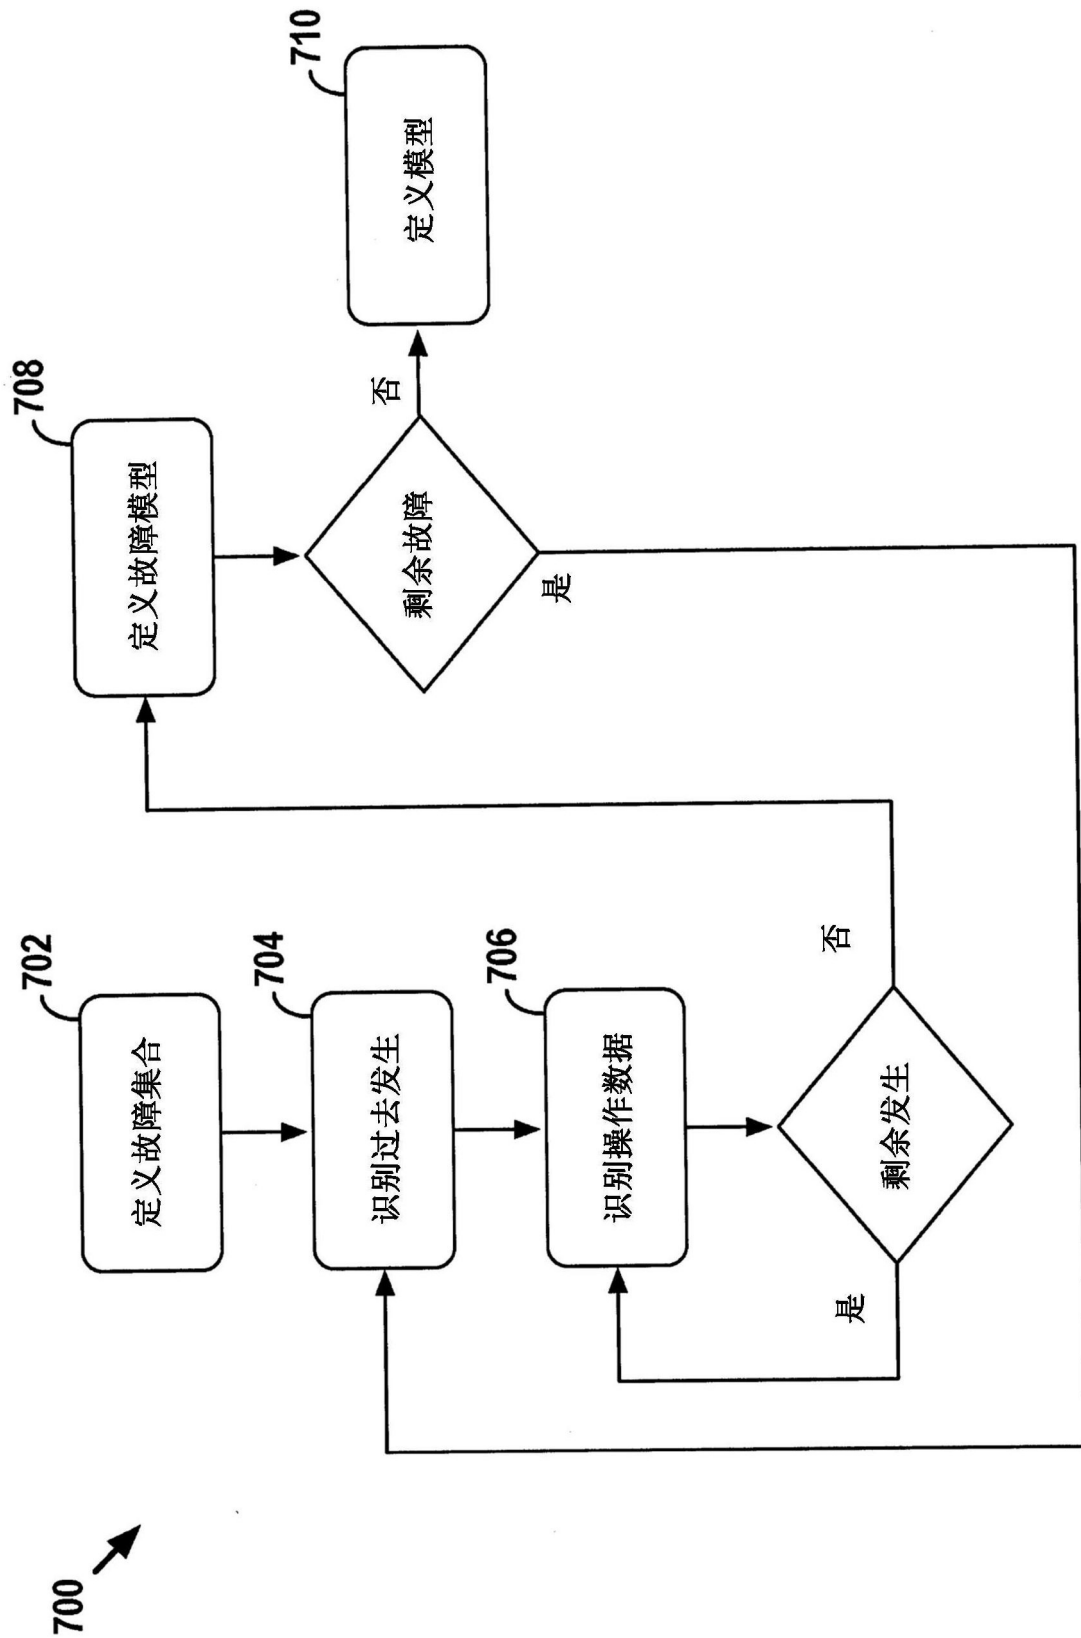 700
702
定义故障集合
704
识别过去发生
706
识别操作数据
剩余发生
是
否
708
定义故障模型
剩余故障
是
否
710
定义模型